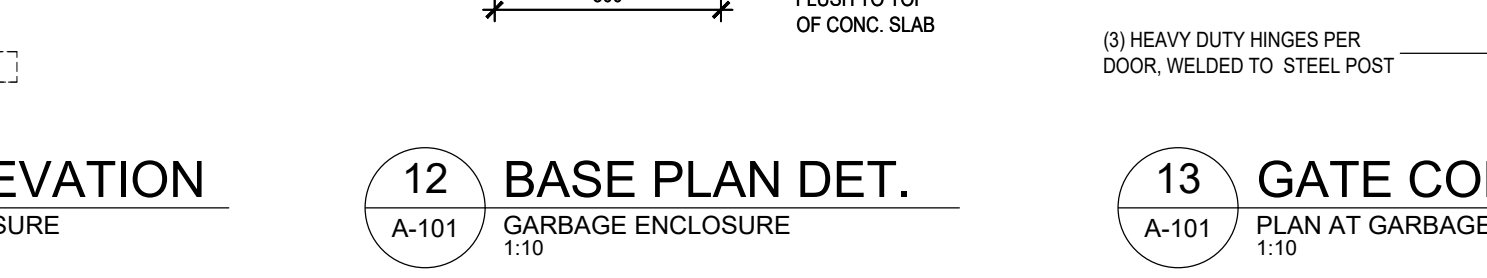 OF CONC. SLAB
(3) HEAVY DUTY HINGES PER
DOOR, WELDED TO STEEL POST
EVATION
SURE
12
A-101
BASE PLAN DET.
GARBAGE ENCLOSURE
1:10
13
A-101
GATE CO
PLAN AT GARBAGE
1:10